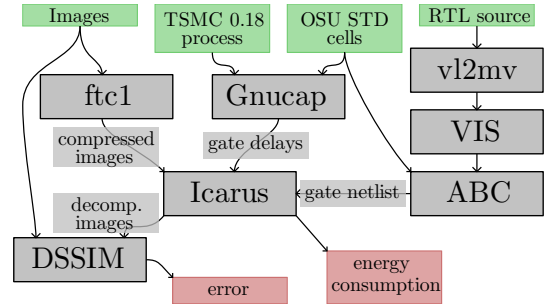 Images
TSMC 0.18
process
OSU STD
cells
RTL source
ftc1
Gnucap
vl2mv
VIS
compressed
images
gate delays
Icarus
gate netlist
ABC
decomp.
images
DSSIM
error
energy
consumption